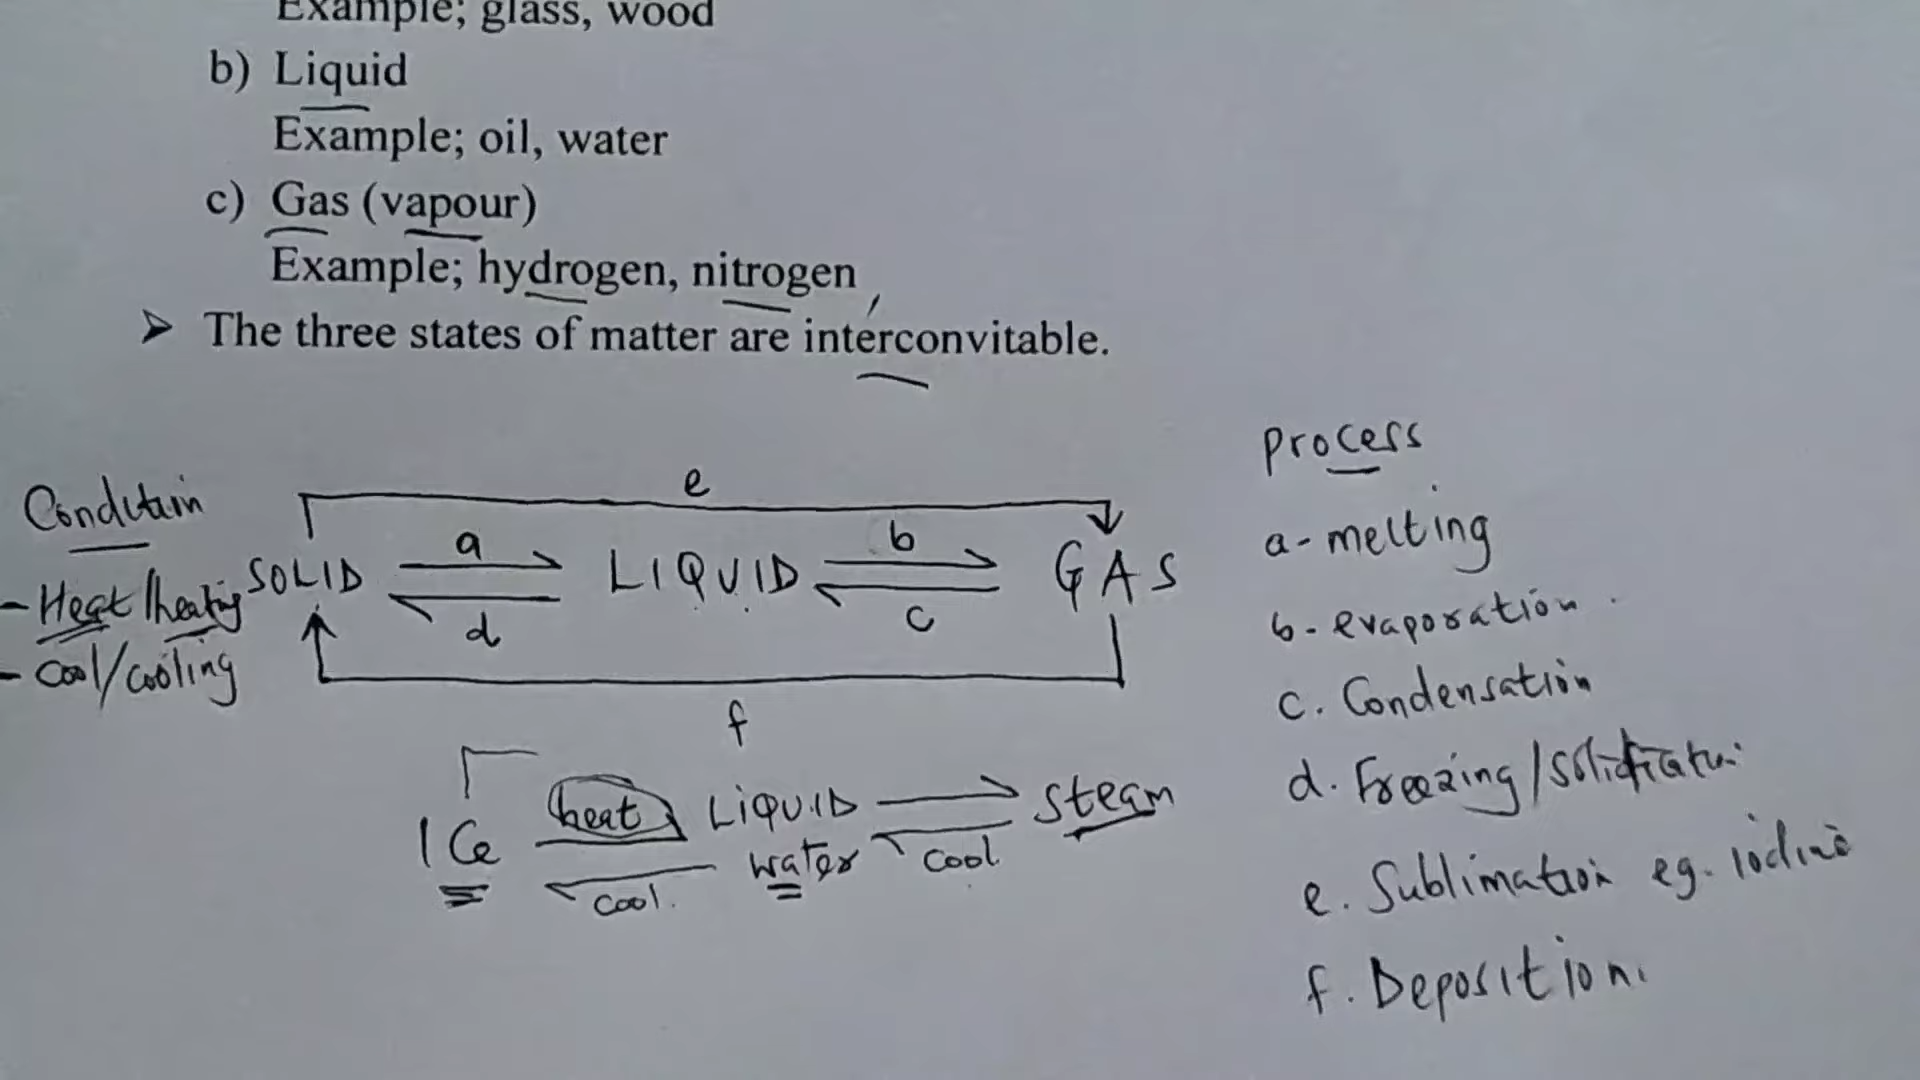 Example; glass, wood
b) Liquid
Example; oil, water
c) Gas (vapour)
Example; hydrogen, nitrogen
➢ The three states of matter are interconvitable.
Process
Condition
- Heat/heating
- Cool/cooling
e
SOLID a LIQUID b GAS
d c
f
ICe heat LIQUID steam
cool. water cool.
a - melting
b - evaporation.
c. Condensation
d. Freezing /
e. Sublimation eg. iodine
f. Deposition.